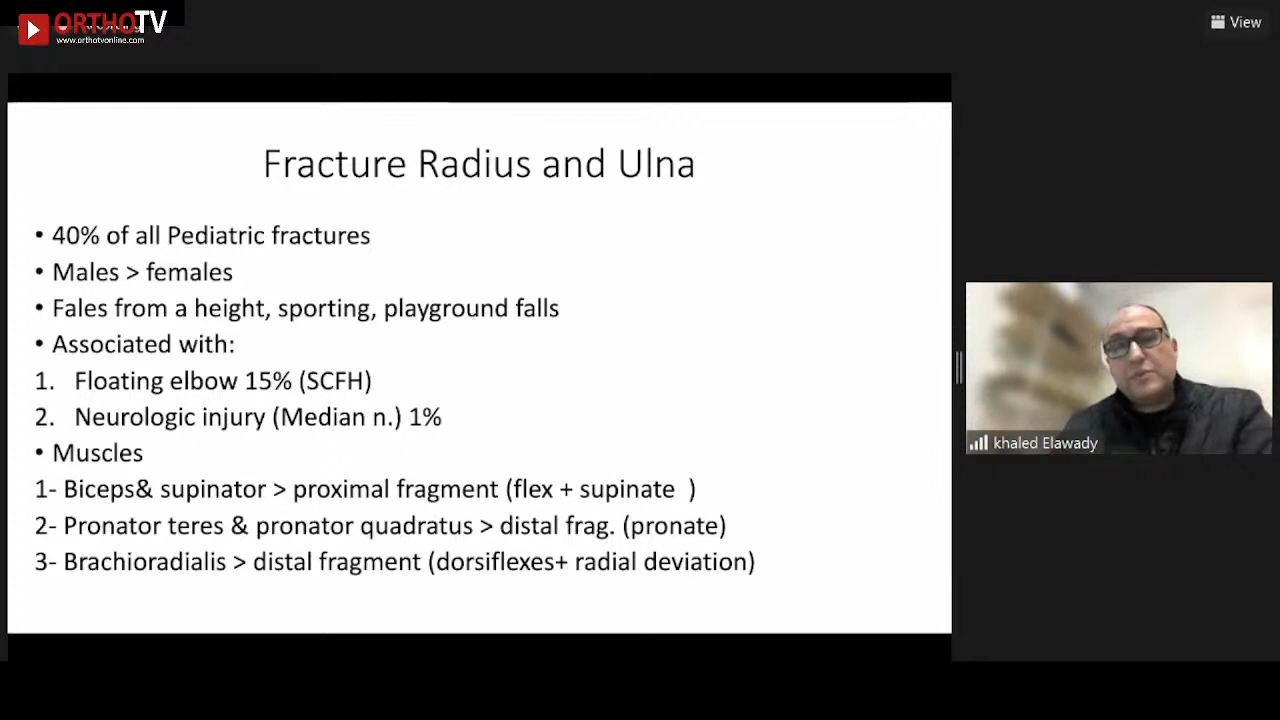 ORTHOTV
www.orthotvonline.com
View
Fracture Radius and Ulna
• 40% of all Pediatric fractures
• Males > females
• Fales from a height, sporting, playground falls
• Associated with:
1. Floating elbow 15% (SCFH)
2. Neurologic injury (Median n.) 1%
• Muscles
1- Biceps& supinator > proximal fragment (flex + supinate )
2- Pronator teres & pronator quadratus > distal frag. (pronate)
3- Brachioradialis > distal fragment (dorsiflexes+ radial deviation)
khaled Elawady